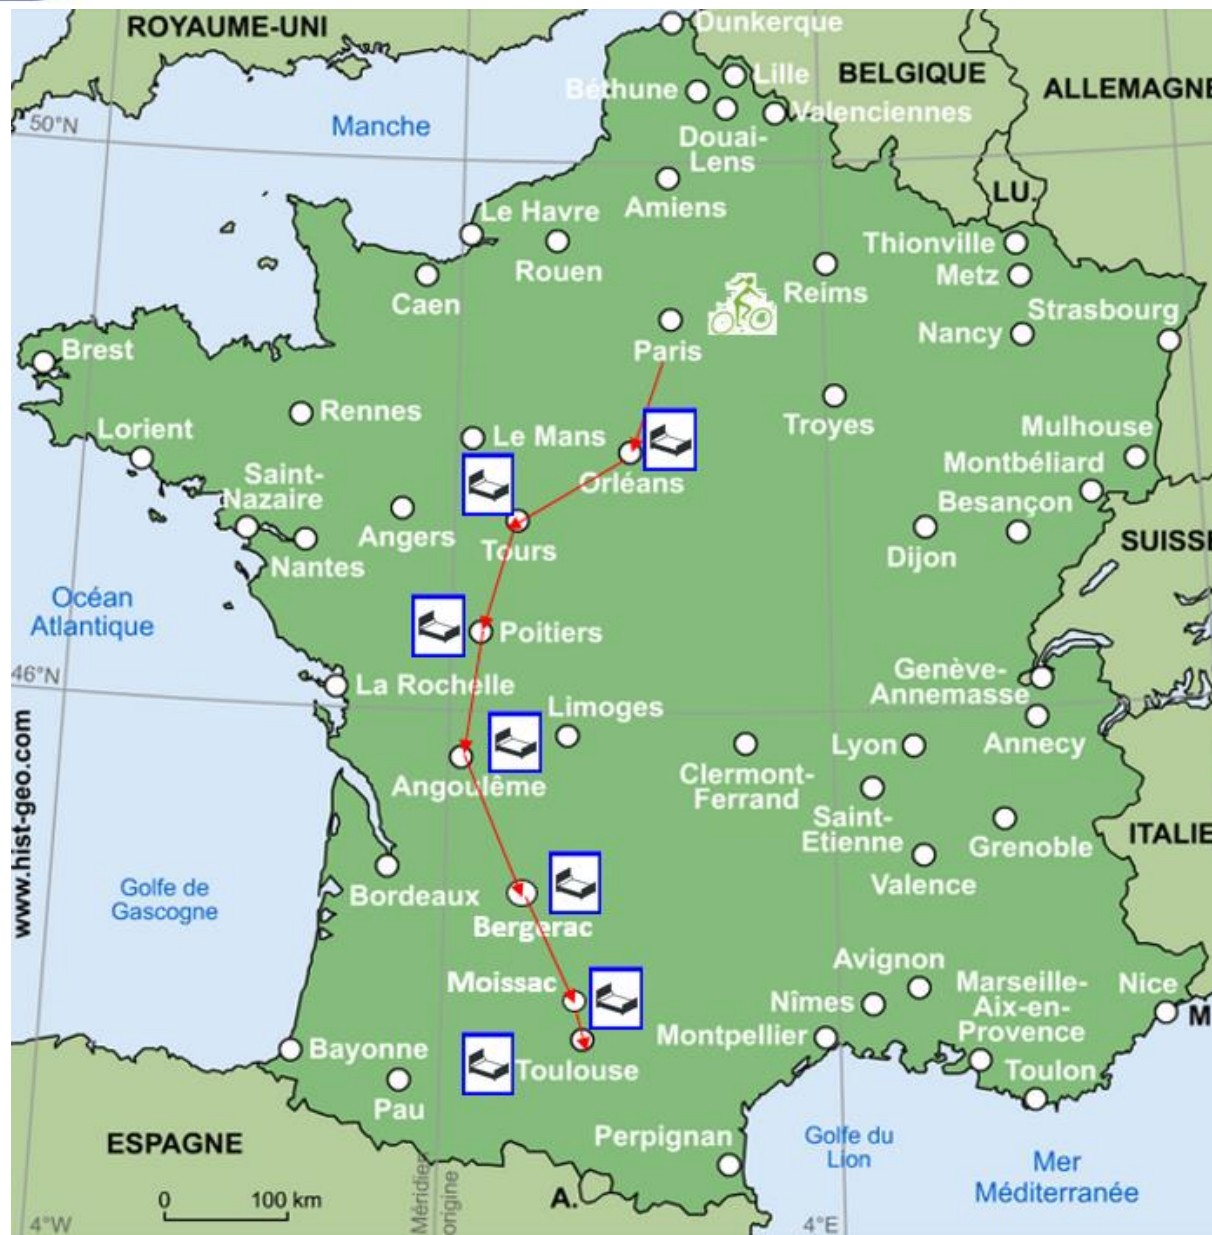 ROYAUME-UNI
Dunkerque
Lille
BELGIQUE
ALLEMAGNE
Béthune
Valenciennes
50°N
Manche
Douai-
Lens
LU.
Amiens
Le Havre
Rouen
Caen
Thionville
Metz
Reims
Strasbourg
Nancy
Paris
Brest
Rennes
Troyes
Lorient
Le Mans
Mulhouse
Montbéliard
Saint-
Nazaire
Orléans
Besançon
Angers
Tours
Dijon
SUISSE
Nantes
Océan
Atlantique
Poitiers
46°N
La Rochelle
Genève-
Annemasse
Limoges
Lyon
Annecy
Angoulême
Clermont-
Ferrand
Saint-
Etienne
Grenoble
ITALIE
www.hist-geo.com
Bordeaux
Valence
Golfe de
Gascogne
Bergerac
Avignon
Moissac
Nîmes
Marseille-
Aix-en-
Provence
Nice
M
Montpellier
Bayonne
Toulouse
Toulon
Pau
Perpignan
Golfe du
Lion
ESPAGNE
Mer
Méditerranée
A.
0 100 km
Méridien
origine
4°W
4°E